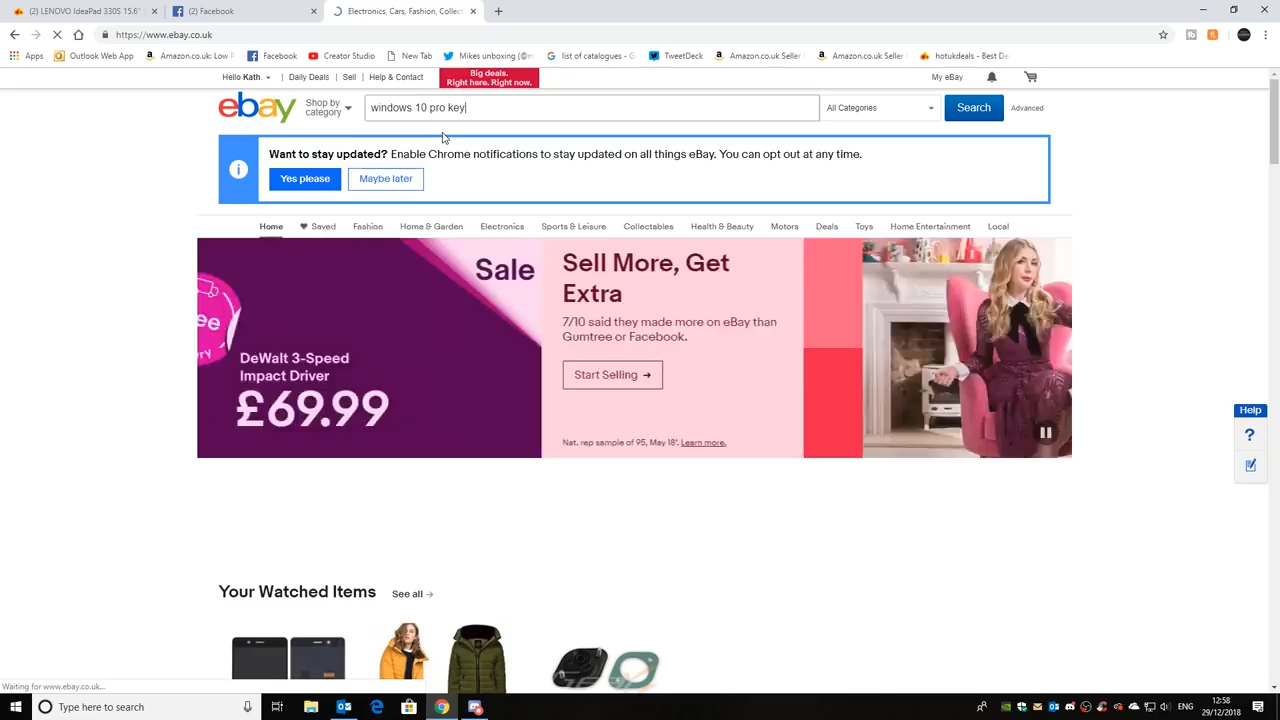 (2) LENOVO IdeaPad 330S 15.6"
(2) Facebook
Electronics, Cars, Fashion, Collect
https://www.ebay.co.uk
Apps
Outlook Web App
Amazon.co.uk: Low P
Facebook
Creator Studio
New Tab
Mikes unboxing (@m
list of catalogues - G
TweetDeck
Amazon.co.uk Seller
Amazon.co.uk Seller
hotukdeals - Best De
Hello Kath.
Daily Deals
Sell
Help & Contact
Big deals.
Right here. Right now.
My eBay
ebay
Shop by
category
windows 10 pro key
All Categories
Search
Advanced
Want to stay updated? Enable Chrome notifications to stay updated on all things eBay. You can opt out at any time.
Yes please
Maybe later
Home
Saved
Fashion
Home & Garden
Electronics
Sports & Leisure
Collectables
Health & Beauty
Motors
Deals
Toys
Home Entertainment
Local
Sale
DeWalt 3-Speed
Impact Driver
£69.99
Sell More, Get
Extra
7/10 said they made more on eBay than
Gumtree or Facebook.
Start Selling →
Nat. rep sample of 95, May 18'. Learn more.
Help
?
Your Watched Items
See all →
Waiting for www.ebay.co.uk...
Type here to search
ENG
12:58
29/12/2018